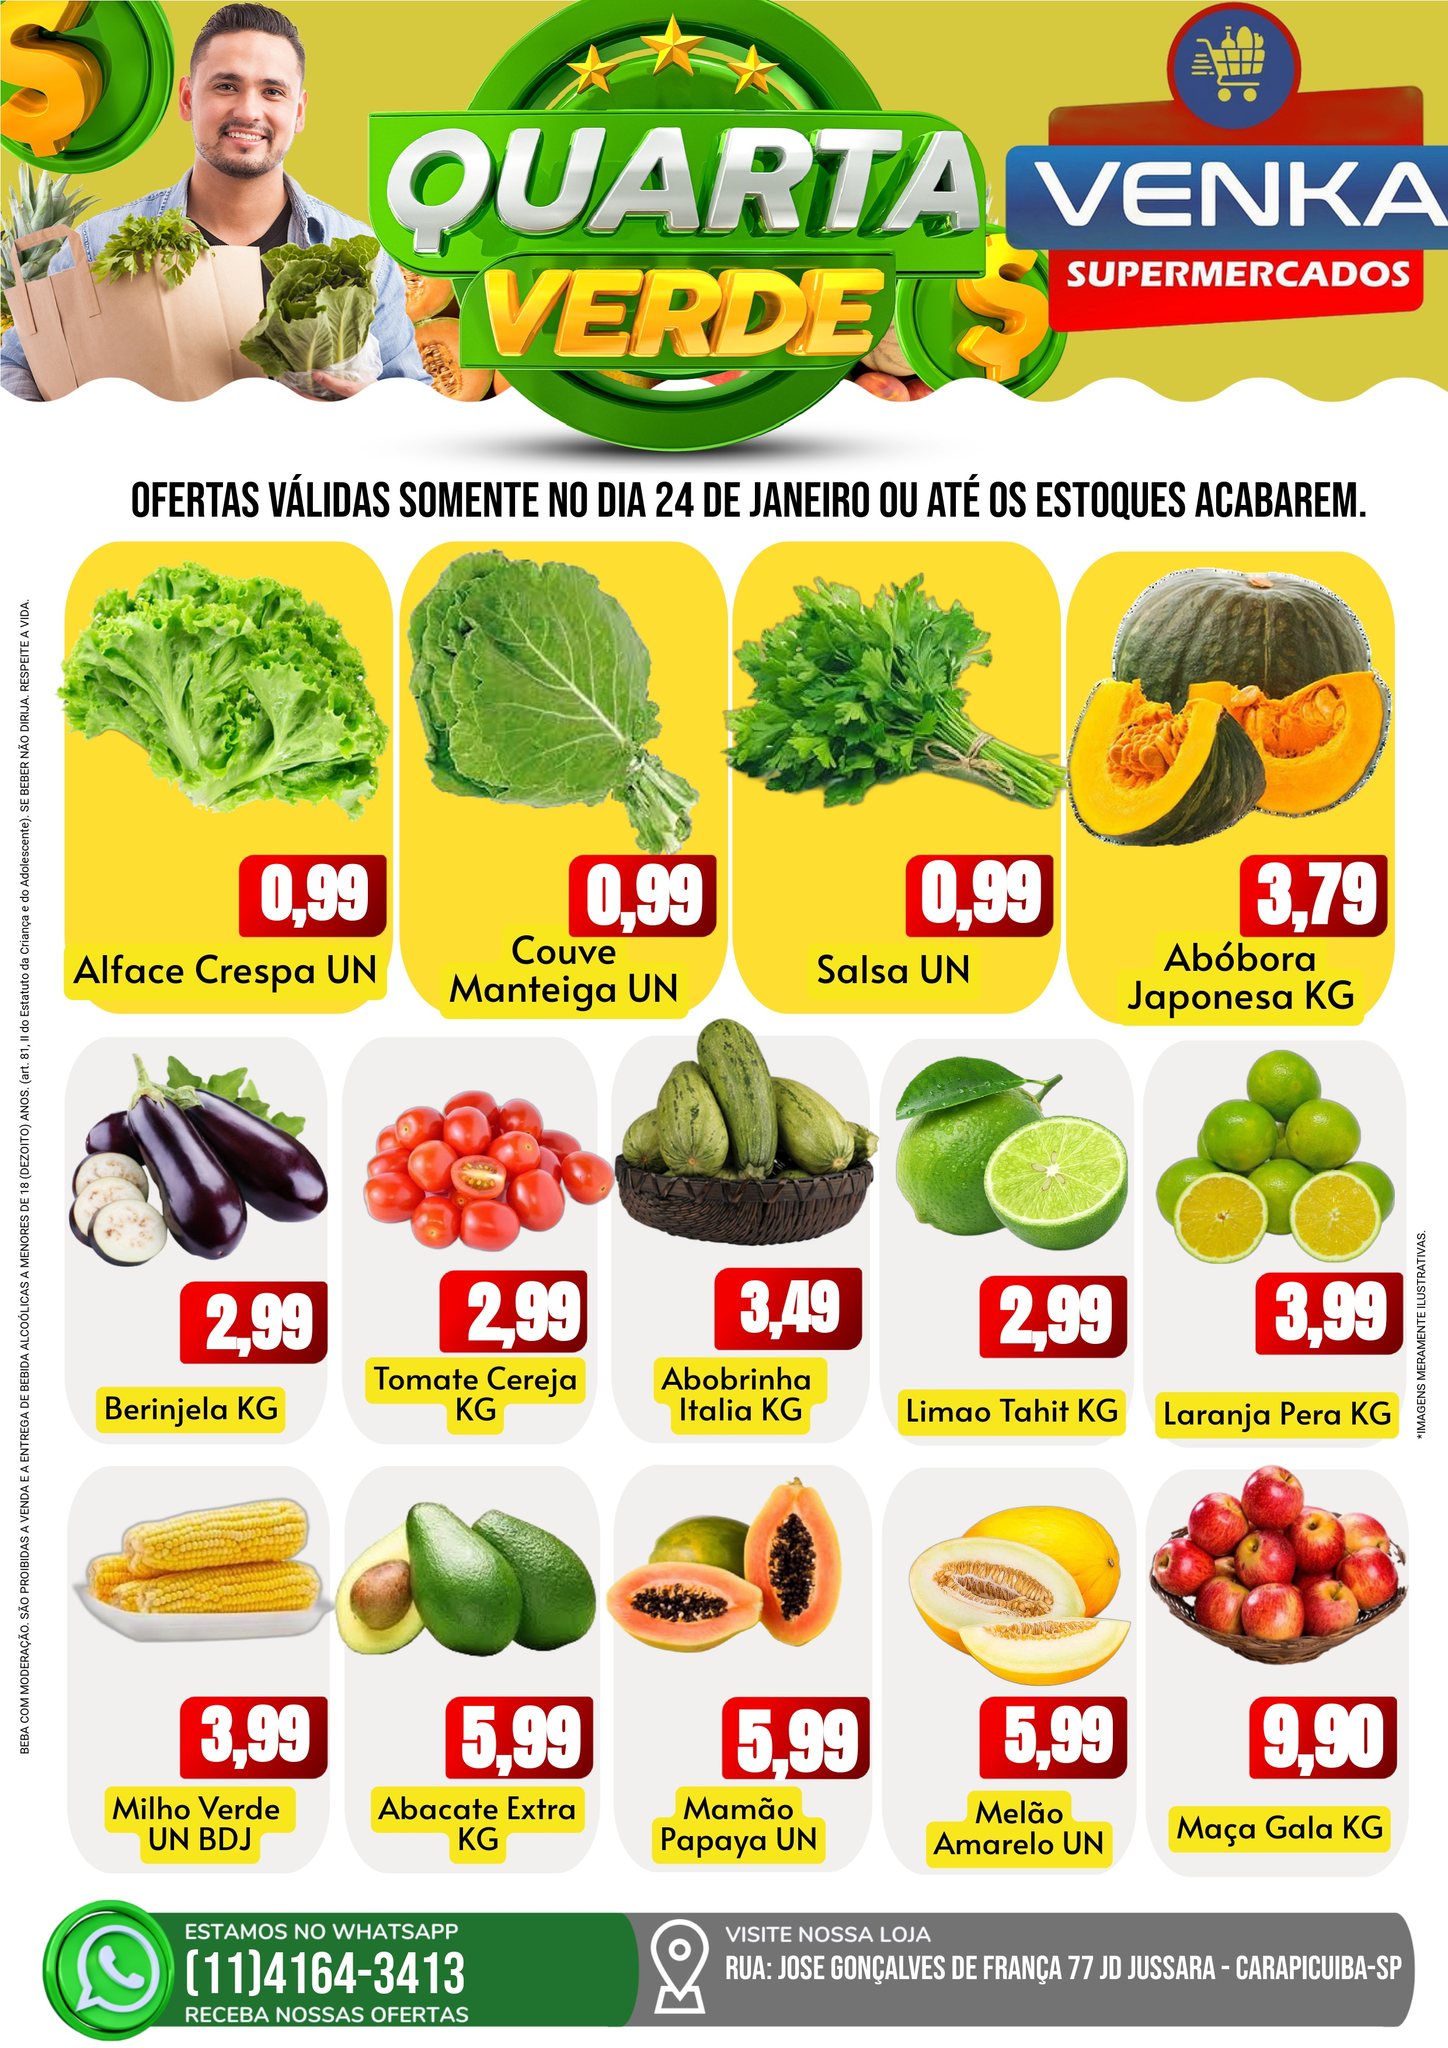 QUARTA
VERDE
VENKA
SUPERMERCADOS
OFERTAS VÁLIDAS SOMENTE NO DIA 24 DE JANEIRO OU ATÉ OS ESTOQUES ACABAREM.
0,99
Alface Crespa UN
0,99
Couve
Manteiga UN
0,99
Salsa UN
3,79
Abóbora
Japonesa KG
2,99
Berinjela KG
2,99
Tomate Cereja
KG
3,49
Abobrinha
Italia KG
2,99
Limao Tahit KG
3,99
Laranja Pera KG
3,99
Milho Verde
UN BDJ
5,99
Abacate Extra
KG
5,99
Mamão
Papaya UN
5,99
Melão
Amarelo UN
9,90
Maça Gala KG
BEBA COM MODERAÇÃO. SÃO PROIBIDAS A VENDA E A ENTREGA DE BEBIDA ALCOÓLICAS A MENORES DE 18 (DEZOITO) ANOS. (art. 81, II do Estatuto da Criança e do Adolescente). SE BEBER NÃO DIRIJA. RESPEITE A VIDA.
*IMAGENS MERAMENTE ILUSTRATIVAS.
ESTAMOS NO WHATSAPP
(11)4164-3413
RECEBA NOSSAS OFERTAS
VISITE NOSSA LOJA
RUA: JOSE GONÇALVES DE FRANÇA 77 JD JUSSARA - CARAPICUIBA-SP